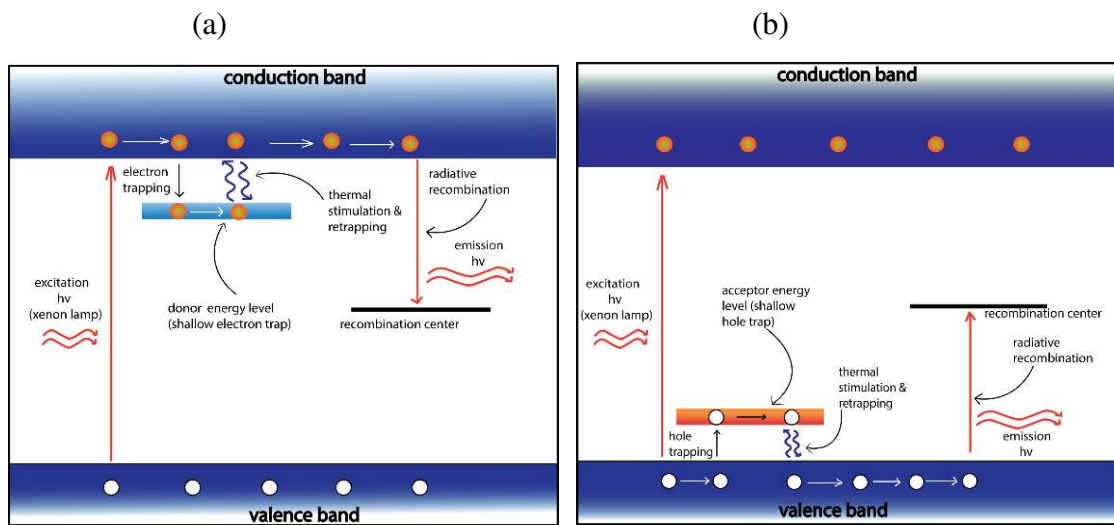 (a)
(b)
conduction band
electron
trapping
thermal
stimulation &
retrapping
radiative
recombination
emission
hv
excitation
hv
(xenon lamp)
donor energy level
(shallow electron trap)
recombination center
valence band
conduction band
excitation
hv
(xenon lamp)
acceptor energy
level (shallow
hole trap)
recombination center
radiative
recombination
thermal
stimulation &
retrapping
hole
trapping
emission
hv
valence band